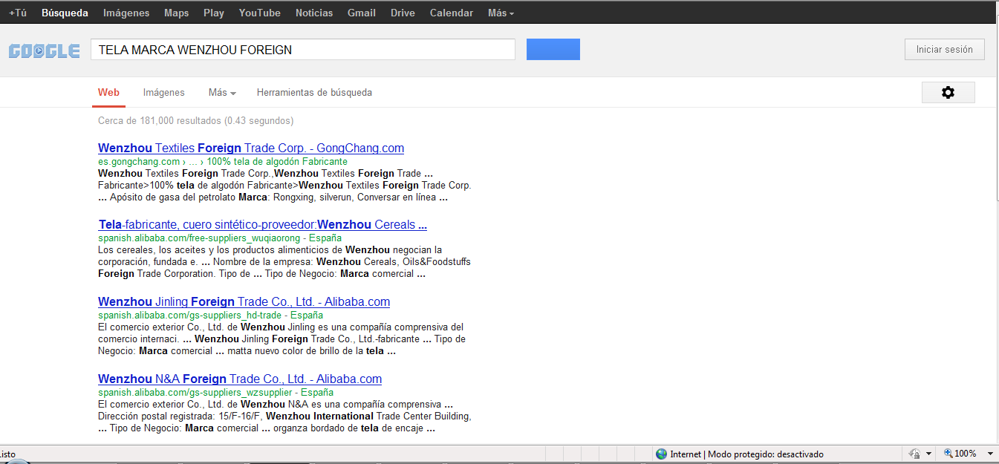 +Tú Búsqueda Imágenes Maps Play YouTube Noticias Gmail Drive Calendar Más
GOOGLE TELA MARCA WENZHOU FOREIGN Iniciar sesión
Web Imágenes Más Herramientas de búsqueda
Cerca de 181,000 resultados (0.43 segundos)
Wenzhou Textiles Foreign Trade Corp. - GongChang.com
es.gongchang.com › ... › 100% tela de algodón Fabricante
Wenzhou Textiles Foreign Trade Corp.,Wenzhou Textiles Foreign Trade ...
Fabricante>100% tela de algodón Fabricante>Wenzhou Textiles Foreign Trade Corp.
... Apósito de gasa del petrolato Marca: Rongxing, silverun, Conversar en línea ...
Tela-fabricante, cuero sintético-proveedor:Wenzhou Cereals ...
spanish.alibaba.com/free-suppliers_wuqiaorong - España
Los cereales, los aceites y los productos alimenticios de Wenzhou negocian la
corporación, fundada e. ... Nombre de la empresa: Wenzhou Cereals, Oils&Foodstuffs
Foreign Trade Corporation. Tipo de ... Tipo de Negocio: Marca comercial ...
Wenzhou Jinling Foreign Trade Co., Ltd. - Alibaba.com
spanish.alibaba.com/gs-suppliers_hd-trade - España
El comercio exterior Co., Ltd. de Wenzhou Jinling es una compañía comprensiva del
comercio internaci. ... Wenzhou Jinling Foreign Trade Co., Ltd.-fabricante ... Tipo de
Negocio: Marca comercial ... matta nuevo color de brillo de la tela ...
Wenzhou N&A Foreign Trade Co., Ltd. - Alibaba.com
spanish.alibaba.com/gs-suppliers_wzsupplier - España
El comercio exterior Co., Ltd. de Wenzhou N&A es una compañía comprensiva ...
Dirección postal registrada: 15/F-16/F, Wenzhou International Trade Center Building,
... Tipo de Negocio: Marca comercial ... organza bordado de tela de encaje ...
Listo Internet | Modo protegido: desactivado 100%